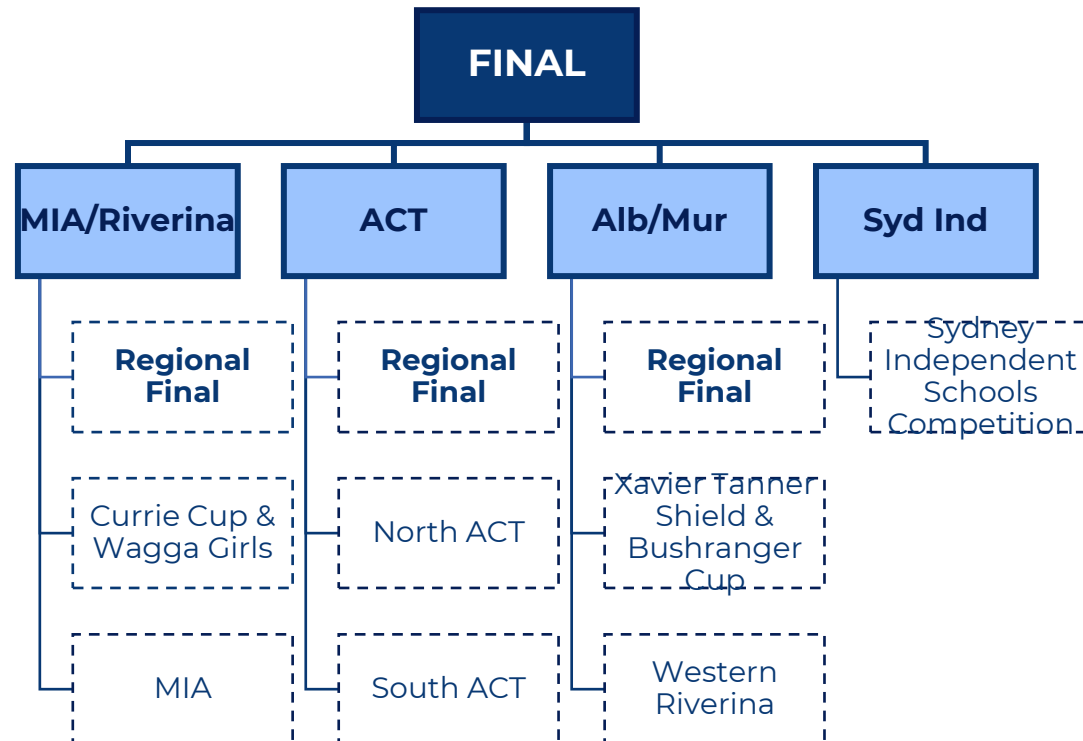 FINAL
MIA/Riverina
ACT
Alb/Mur
Syd Ind
Regional
Final
Regional
Final
Regional
Final
Sydney
Independent
Schools
Competition
Currie Cup &
Wagga Girls
North ACT
Xavier Tanner
Shield &
Bushranger
Cup
MIA
South ACT
Western
Riverina